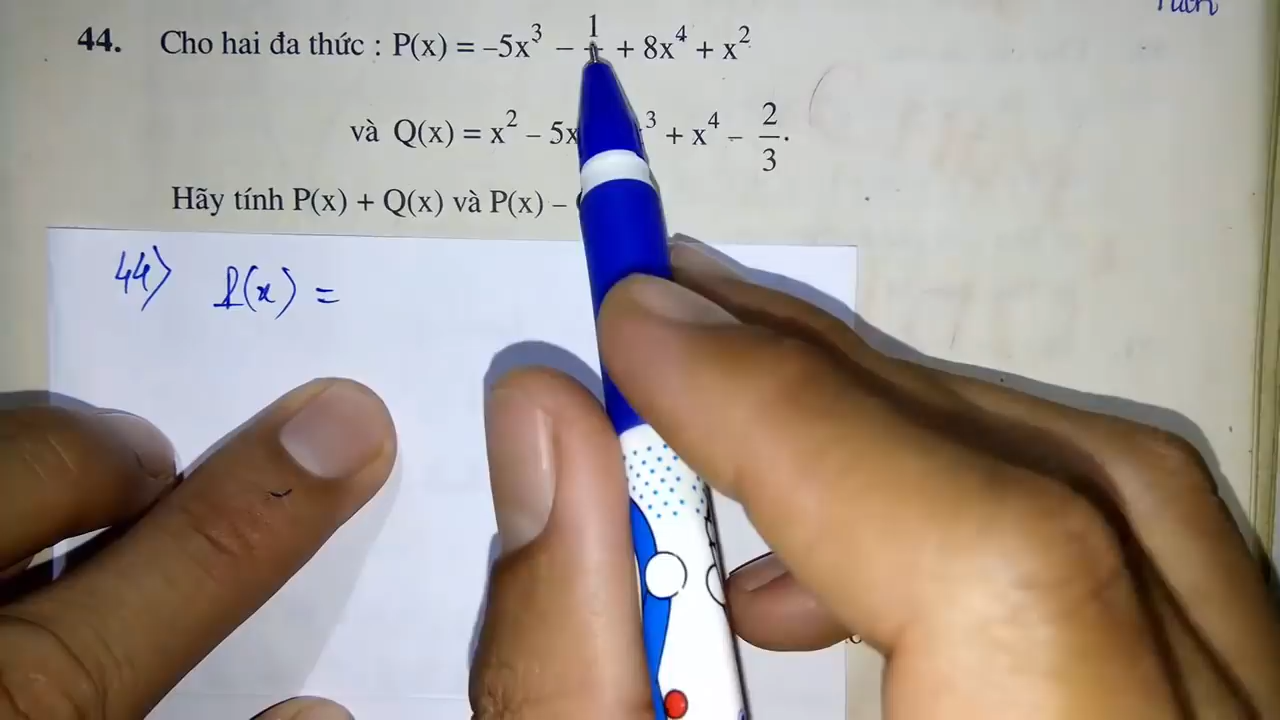 44. Cho hai đa thức : P(x) = –5x³ – 1 + 8x⁴ + x²
và Q(x) = x² – 5x ³ + x⁴ – 2/3.
Hãy tính P(x) + Q(x) và P(x) –
44) P(x) =